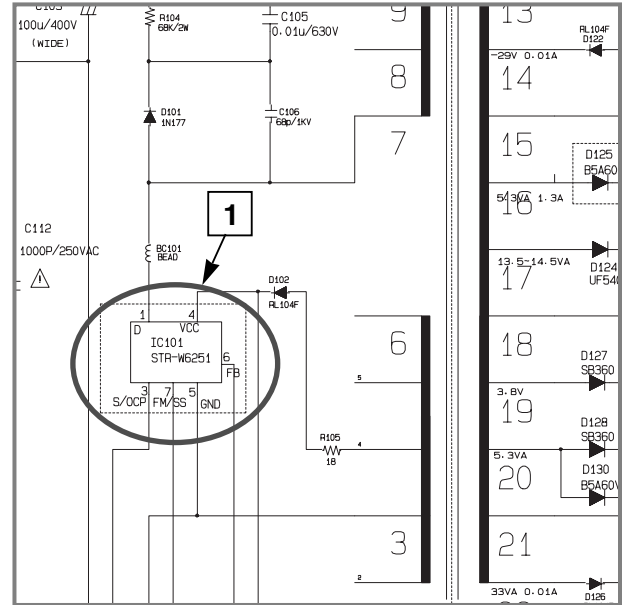 C103
100u/400V
(WIDE)
R104
68K/2W
C105
0.01u/630V
D101
1N177
C106
68p/1KV
9
8
7
13
RL104F
D122
-29V 0.01A
14
15
D125
B5A60
5.3VA 1.3A
16
13.5~14.5VA
D124
UF540
17
C112
1000P/250VAC
BC101
BEAD
1
D102
RL104F
1
4
D
VCC
IC101
STR-W6251
6
FB
3
7
5
S/OCP
FM/SS
GND
R105
18
6
5
4
3
2
18
D127
SB360
3.8V
19
D128
SB360
5.3VA
20
D130
B5A60V
21
33VA 0.01A
D126